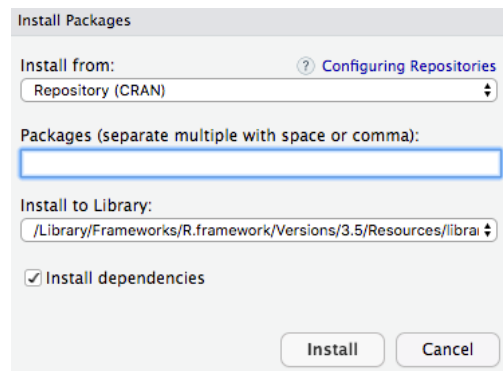 Install Packages
Install from:
? Configuring Repositories
Repository (CRAN)
Packages (separate multiple with space or comma):
Install to Library:
/Library/Frameworks/R.framework/Versions/3.5/Resources/librar
Install dependencies
Install Cancel